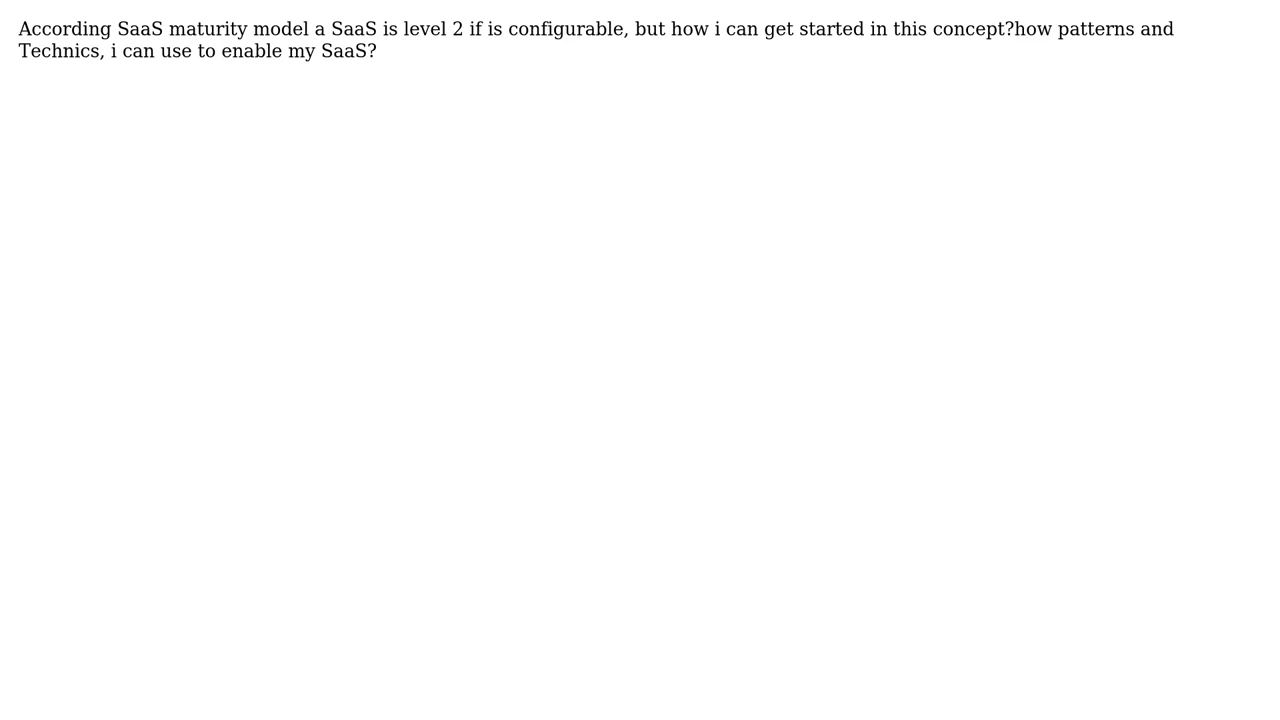 According SaaS maturity model a SaaS is level 2 if is configurable, but how i can get started in this concept?how patterns and
Technics, i can use to enable my SaaS?